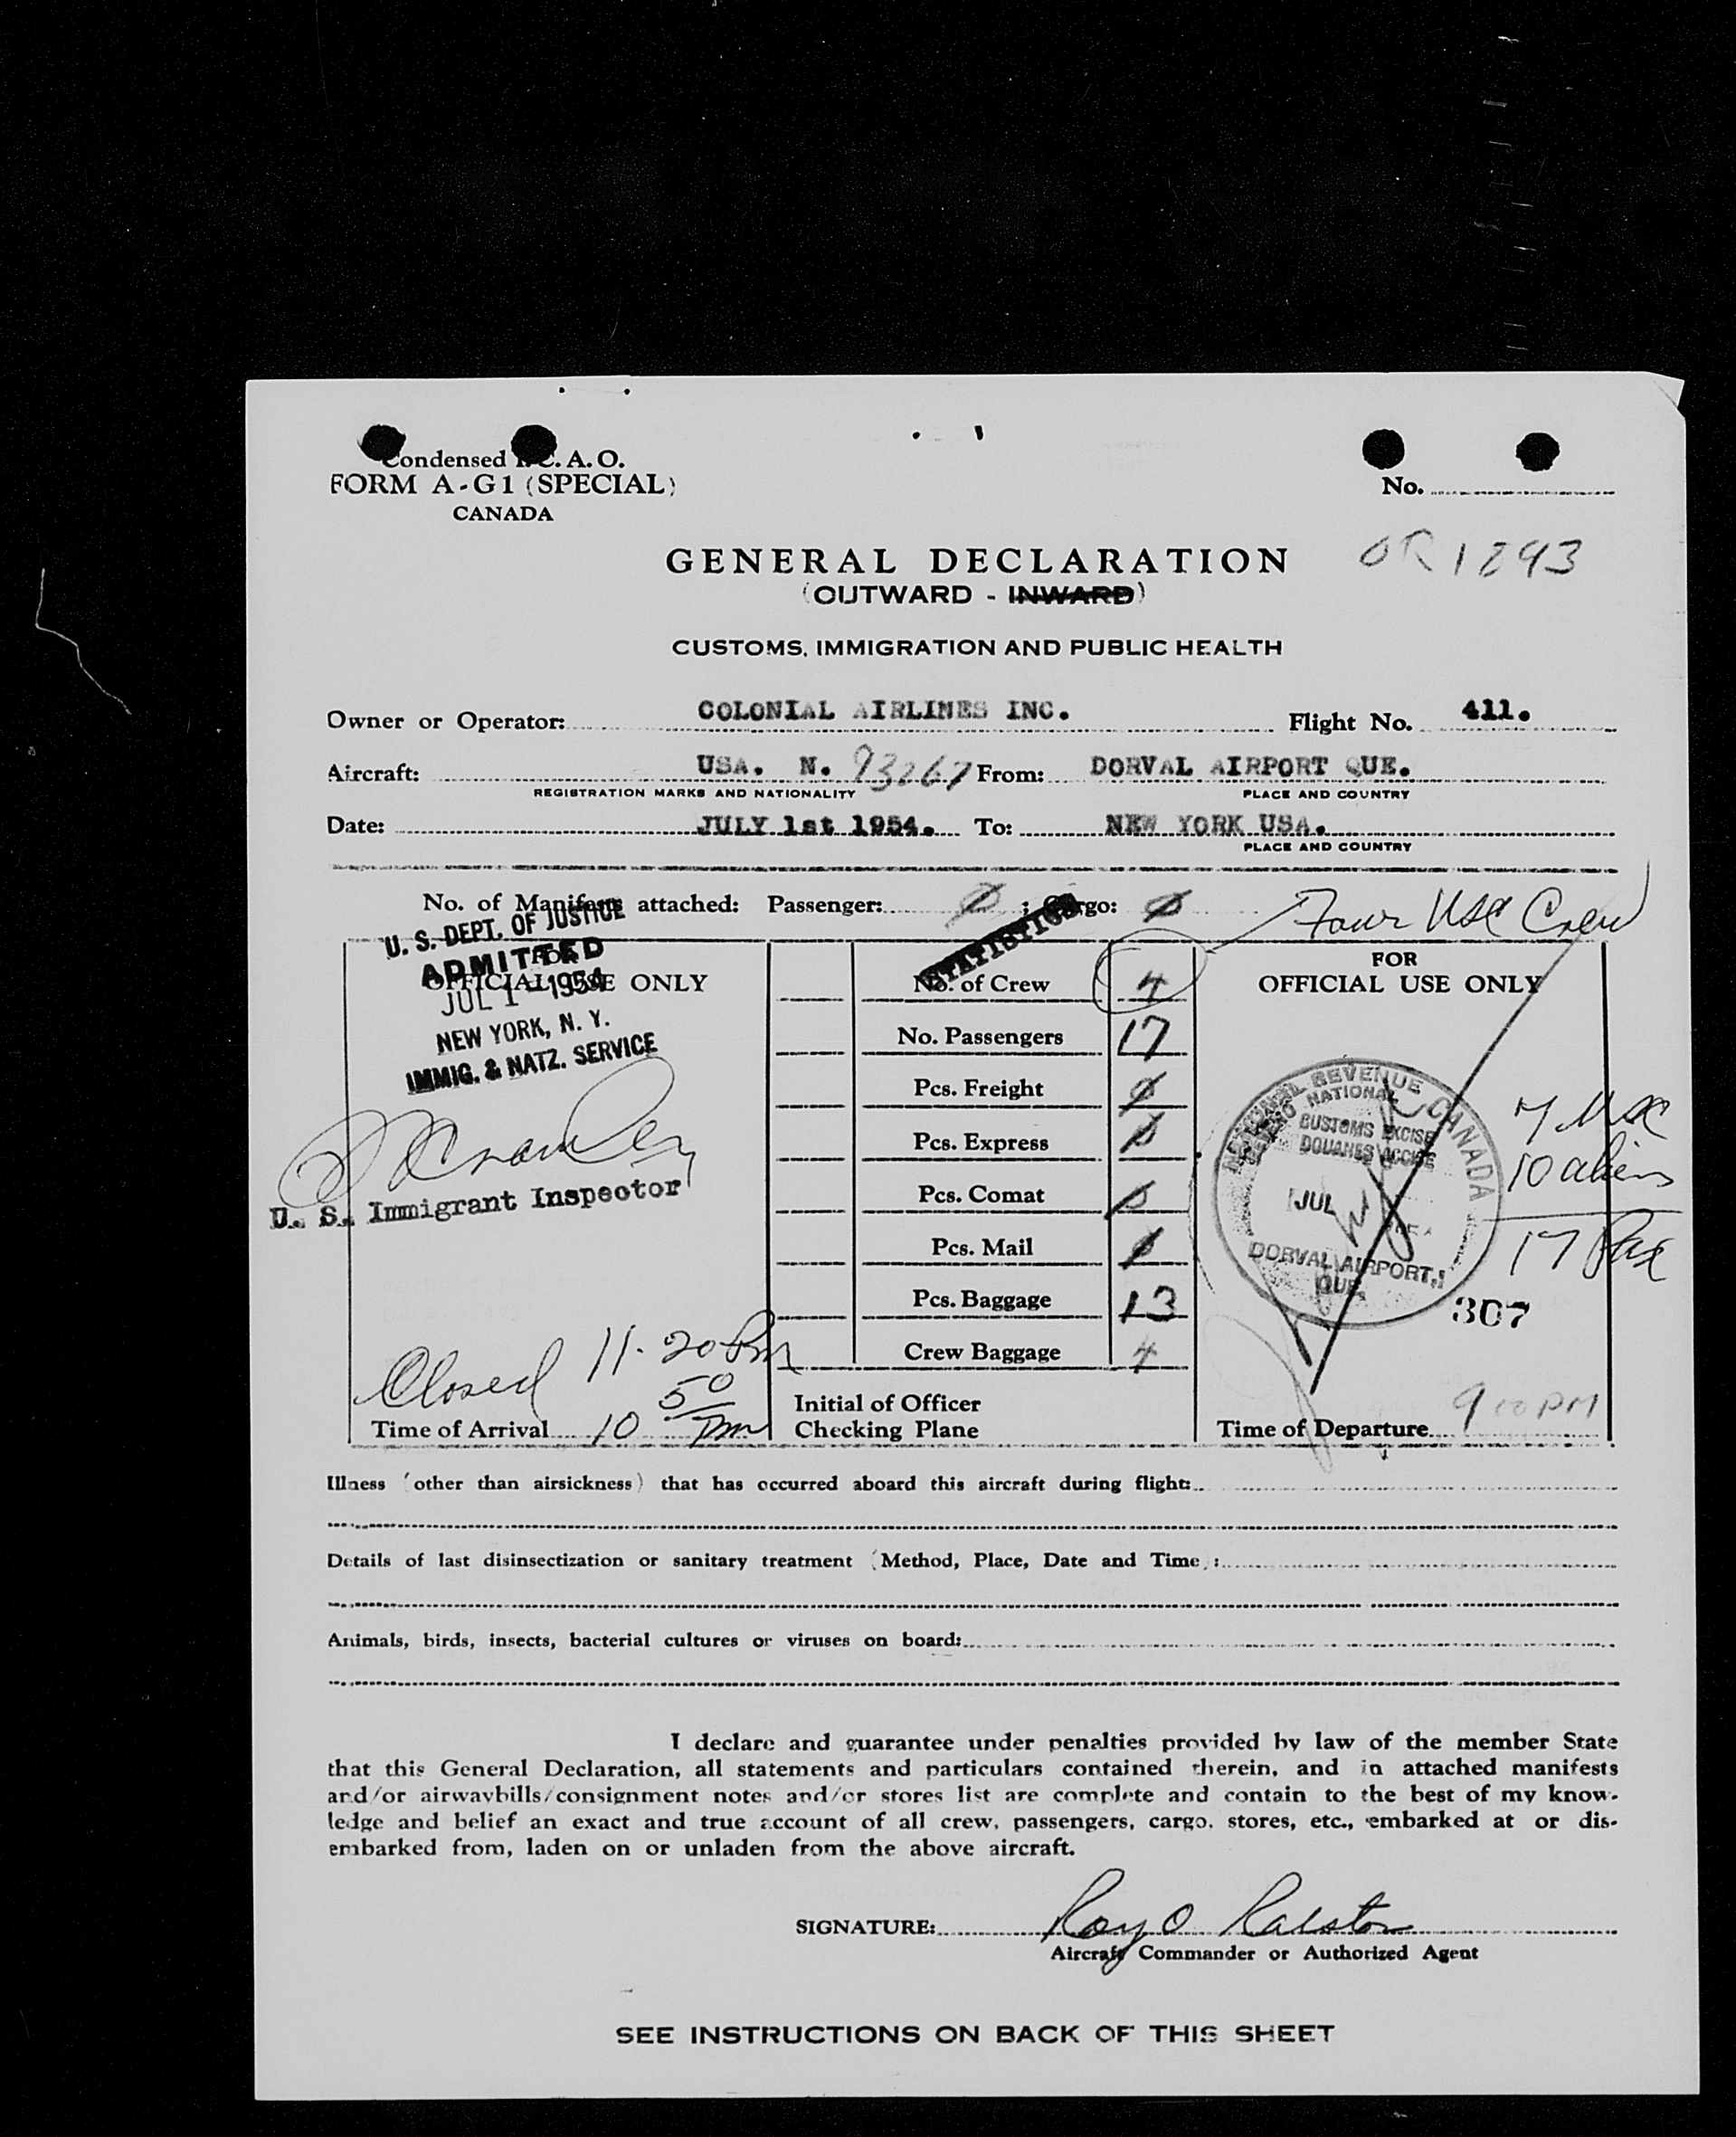 Condensed I.C.A.O.
FORM A-G1 (SPECIAL)
CANADA
No.
OR 1893
GENERAL DECLARATION
(OUTWARD - INWARD)
CUSTOMS, IMMIGRATION AND PUBLIC HEALTH
Owner or Operator: COLONIAL AIRLINES INC. Flight No. 411.
Aircraft: USA. N. 93267 From: DORVAL AIRPORT QUE.
REGISTRATION MARKS AND NATIONALITY PLACE AND COUNTRY
Date: JULY 1st 1954. To: NEW YORK USA.
PLACE AND COUNTRY
No. of Manifests attached: Passenger: ; Cargo:
Four USC Crew
STATISTICS
U. S. DEPT. OF JUSTICE
ADMITTED
JUL 1 - 1954
NEW YORK, N. Y.
IMMIG. & NATZ. SERVICE
FOR
OFFICIAL USE ONLY
U. S. Immigrant Inspector
Closed 11.20 Pm
Time of Arrival 10 50 Pm
No. of Crew 4
No. Passengers 17
Pcs. Freight
Pcs. Express
Pcs. Comat
Pcs. Mail
Pcs. Baggage 13
Crew Baggage 4
Initial of Officer
Checking Plane
FOR
OFFICIAL USE ONLY
NATIONAL REVENUE CANADA
NATIONAL
CUSTOMS EXCISE
DOUANES ACCISE
JUL
DORVAL AIRPORT,
QUE.
307
7 USC
10 aliens
17 Pax
Time of Departure 9 00 PM
Illness (other than airsickness) that has occurred aboard this aircraft during flight:
Details of last disinsectization or sanitary treatment (Method, Place, Date and Time):
Animals, birds, insects, bacterial cultures or viruses on board:
I declare and guarantee under penalties provided by law of the member State
that this General Declaration, all statements and particulars contained therein, and in attached manifests
and/or airwaybills/consignment notes and/or stores list are complete and contain to the best of my know-
ledge and belief an exact and true account of all crew, passengers, cargo, stores, etc., embarked at or dis-
embarked from, laden on or unladen from the above aircraft.
SIGNATURE: Roy O Ralston
Aircraft Commander or Authorized Agent
SEE INSTRUCTIONS ON BACK OF THIS SHEET